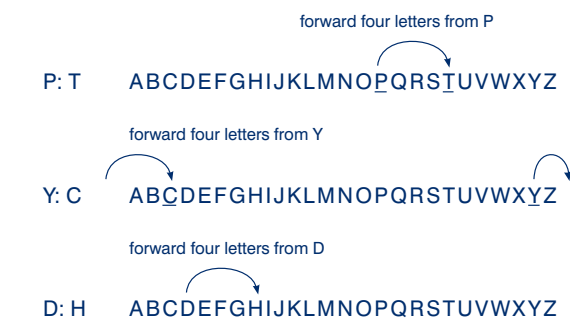 forward four letters from P
P: T ABCDEFGHIJKLMNOPQRSTUVWXYZ
forward four letters from Y
Y: C ABCDEFGHIJKLMNOPQRSTUVWXYZ
forward four letters from D
D: H ABCDEFGHIJKLMNOPQRSTUVWXYZ